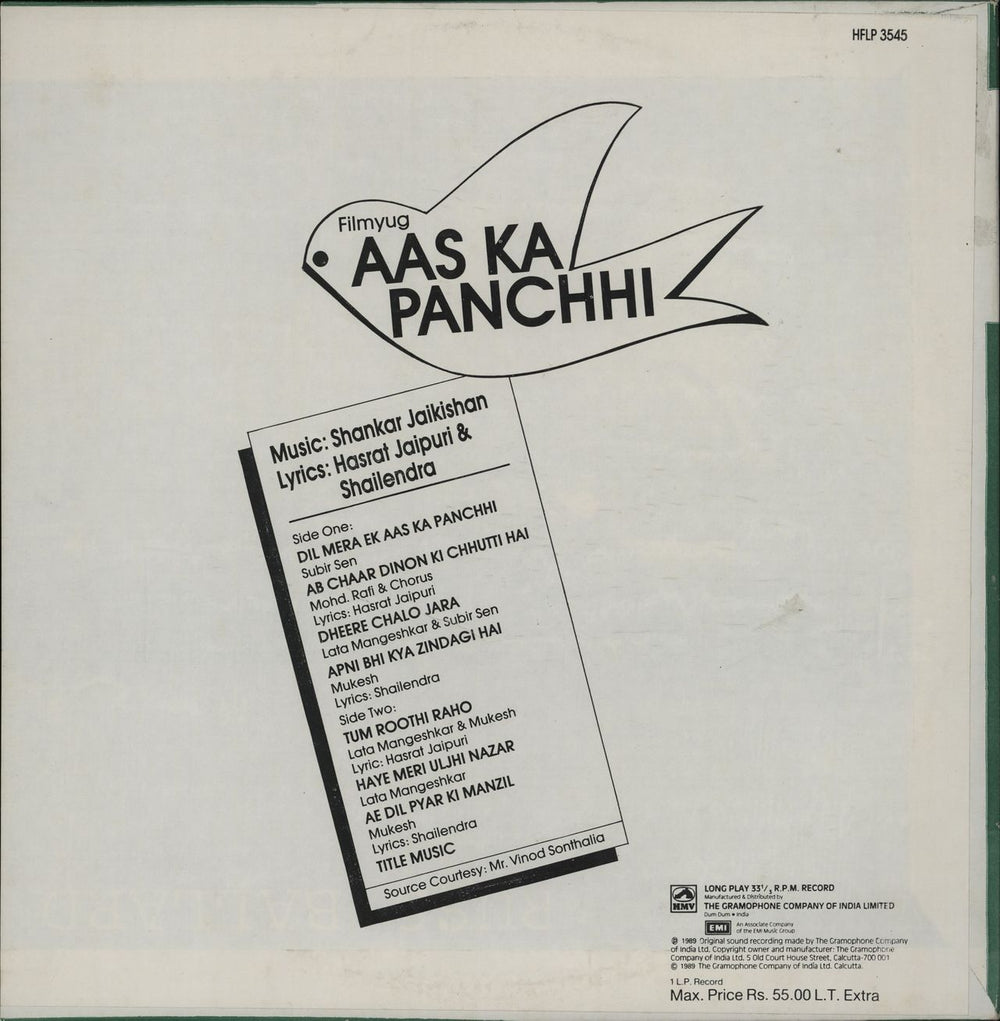 HFLP 3545
Filmyug
AAS KA
PANCHHI
Music: Shankar Jaikishan
Lyrics: Hasrat Jaipuri &
Shailendra
Side One:
DIL MERA EK AAS KA PANCHHI
Subir Sen
AB CHAAR DINON KI CHHUTTI HAI
Mohd. Rafi & Chorus
Lyrics: Hasrat Jaipuri
DHEERE CHALO JARA
Lata Mangeshkar & Subir Sen
APNI BHI KYA ZINDAGI HAI
Mukesh
Lyrics: Shailendra
Side Two:
TUM ROOTHI RAHO
Lata Mangeshkar & Mukesh
Lyric: Hasrat Jaipuri
HAYE MERI ULJHI NAZAR
Lata Mangeshkar
AE DIL PYAR KI MANZIL
Mukesh
Lyrics: Shailendra
TITLE MUSIC
Source Courtesy: Mr. Vinod Sonthalia
HMV
LONG PLAY 33⅓ R.P.M. RECORD
Manufactured & Distributed by
THE GRAMOPHONE COMPANY OF INDIA LIMITED
Dum Dum • India
EMI
An Associate Company
of the EMI Music Group
℗ 1989 Original sound recording made by The Gramophone Company
of India Ltd. Copyright owner and manufacturer: The Gramophone
Company of India Ltd. 5 Old Court House Street, Calcutta-700 001
© 1989 The Gramophone Company of India Ltd. Calcutta.
1 L.P. Record
Max. Price Rs. 55.00 L.T. Extra